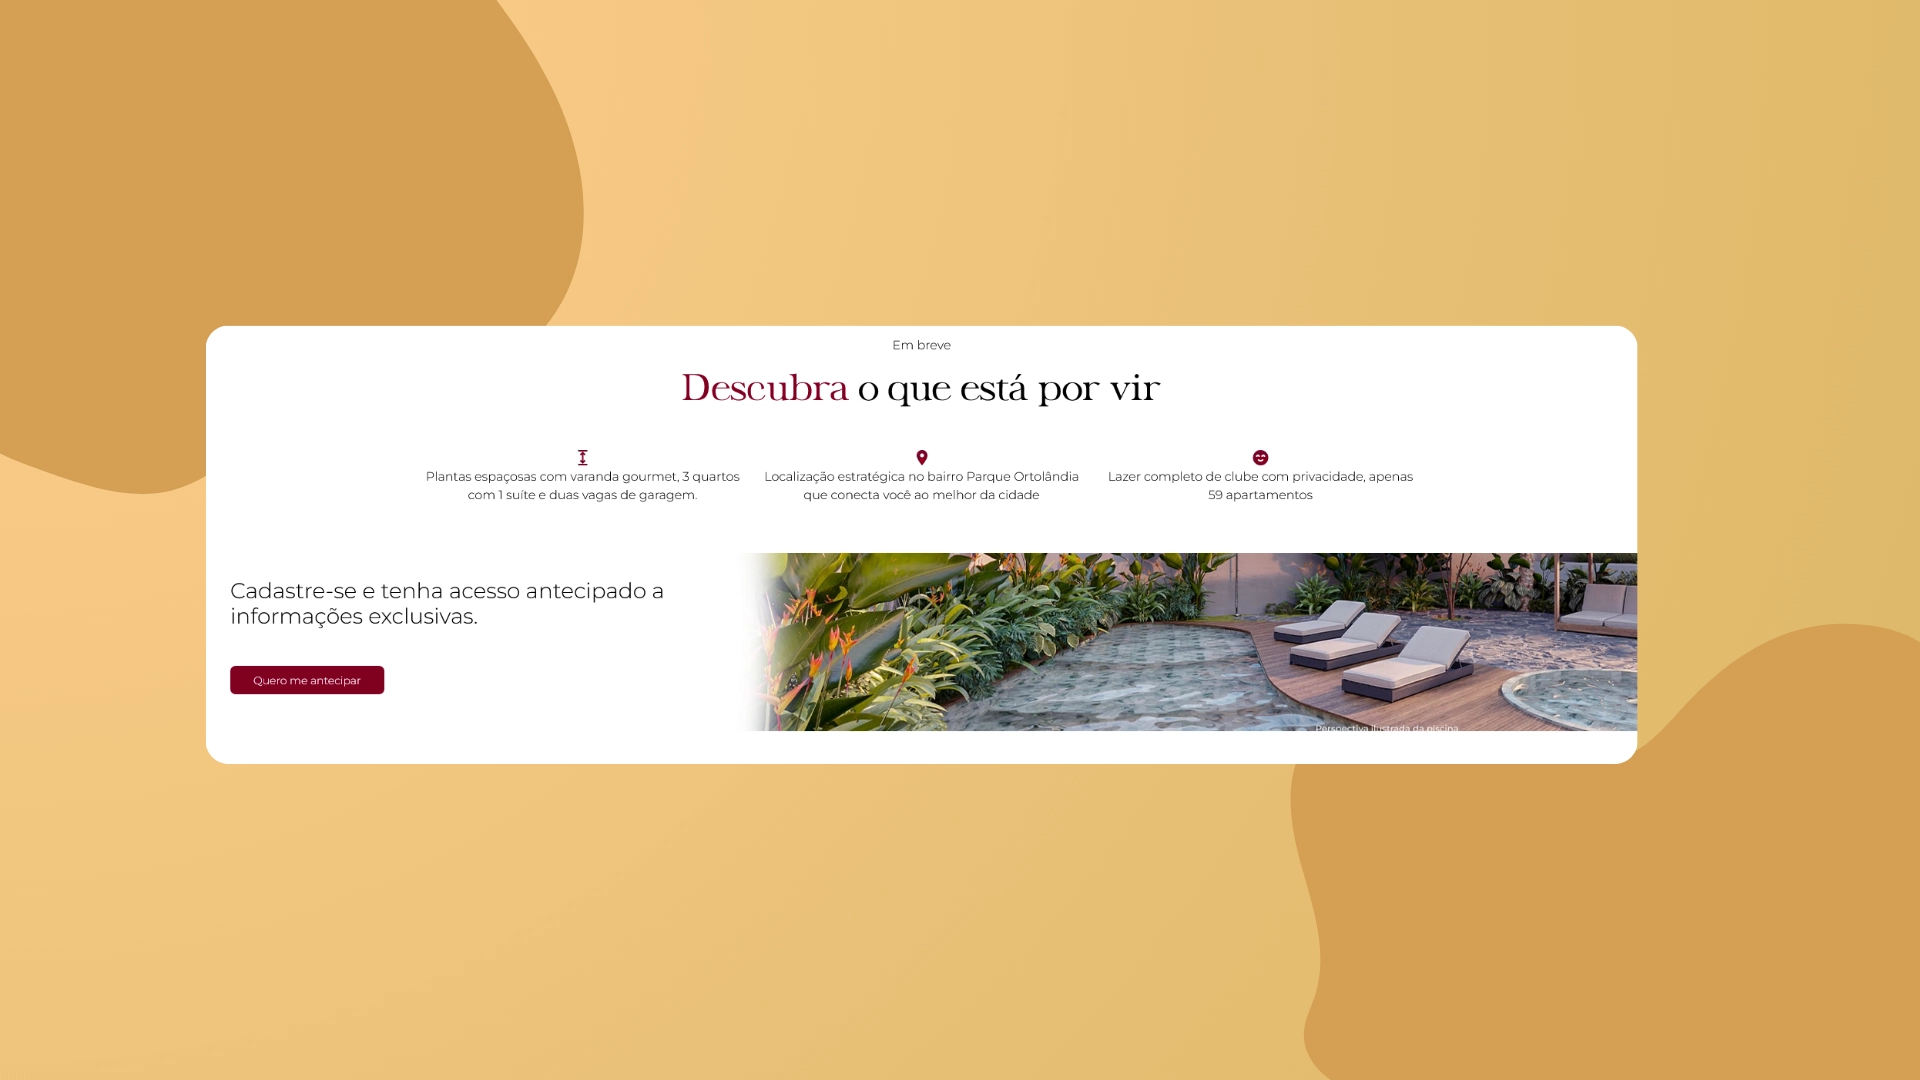 Em breve
Descubra o que está por vir
Plantas espaçosas com varanda gourmet, 3 quartos
com 1 suíte e duas vagas de garagem.
Localização estratégica no bairro Parque Ortolândia
que conecta você ao melhor da cidade
Lazer completo de clube com privacidade, apenas
59 apartamentos
Cadastre-se e tenha acesso antecipado a
informações exclusivas.
Quero me antecipar
Perspectiva ilustrada da piscina